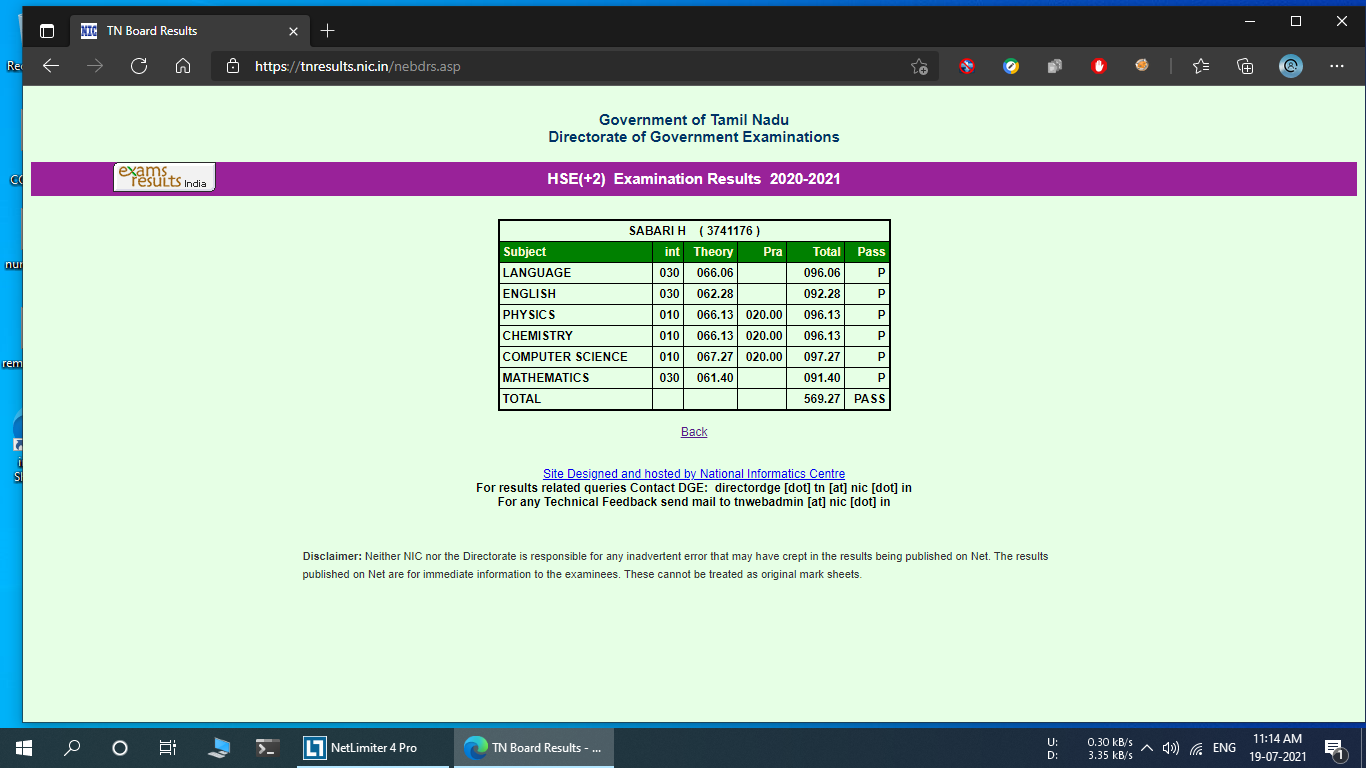 Rec
TN Board Results
https://tnresults.nic.in/nebdrs.asp
Government of Tamil Nadu
Directorate of Government Examinations
exams results India
HSE(+2) Examination Results 2020-2021
SABARI H ( 3741176 )
Subject int Theory Pra Total Pass
LANGUAGE 030 066.06 096.06 P
ENGLISH 030 062.28 092.28 P
PHYSICS 010 066.13 020.00 096.13 P
CHEMISTRY 010 066.13 020.00 096.13 P
COMPUTER SCIENCE 010 067.27 020.00 097.27 P
MATHEMATICS 030 061.40 091.40 P
TOTAL 569.27 PASS
Back
Site Designed and hosted by National Informatics Centre
For results related queries Contact DGE: directordge [dot] tn [at] nic [dot] in
For any Technical Feedback send mail to tnwebadmin [at] nic [dot] in
Disclaimer: Neither NIC nor the Directorate is responsible for any inadvertent error that may have crept in the results being published on Net. The results
published on Net are for immediate information to the examinees. These cannot be treated as original mark sheets.
NetLimiter 4 Pro
TN Board Results - ...
U: 0.30 kB/s
D: 3.35 kB/s
ENG
11:14 AM
19-07-2021
1